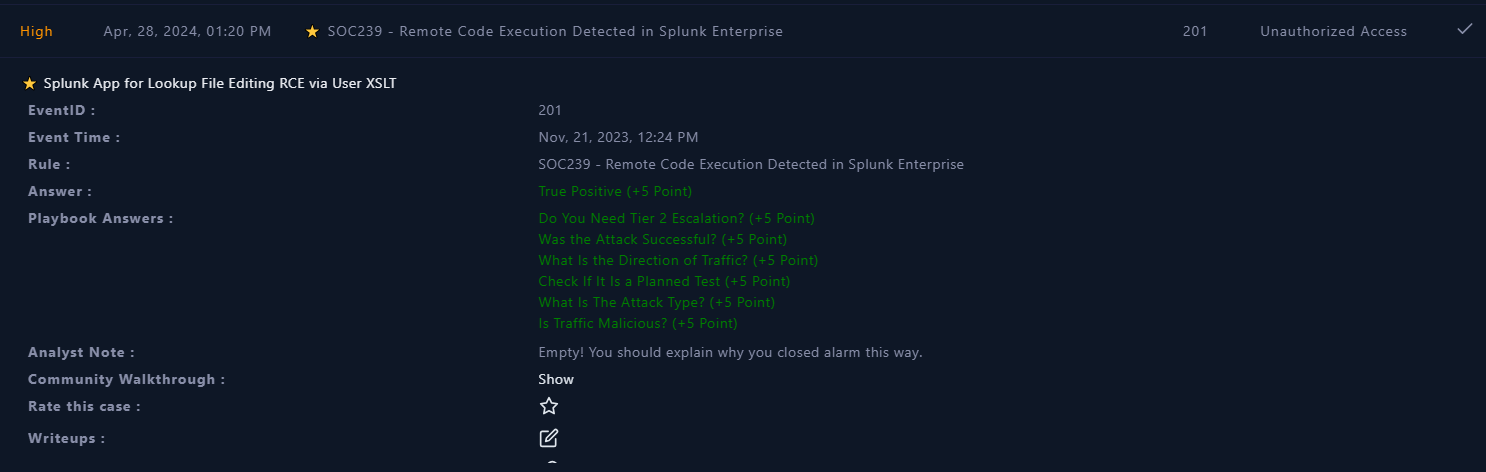 High Apr, 28, 2024, 01:20 PM SOC239 - Remote Code Execution Detected in Splunk Enterprise 201 Unauthorized Access
Splunk App for Lookup File Editing RCE via User XSLT
EventID : 201
Event Time : Nov, 21, 2023, 12:24 PM
Rule : SOC239 - Remote Code Execution Detected in Splunk Enterprise
Answer : True Positive (+5 Point)
Playbook Answers : Do You Need Tier 2 Escalation? (+5 Point)
Was the Attack Successful? (+5 Point)
What Is the Direction of Traffic? (+5 Point)
Check If It Is a Planned Test (+5 Point)
What Is The Attack Type? (+5 Point)
Is Traffic Malicious? (+5 Point)
Analyst Note : Empty! You should explain why you closed alarm this way.
Community Walkthrough : Show
Rate this case :
Writeups :